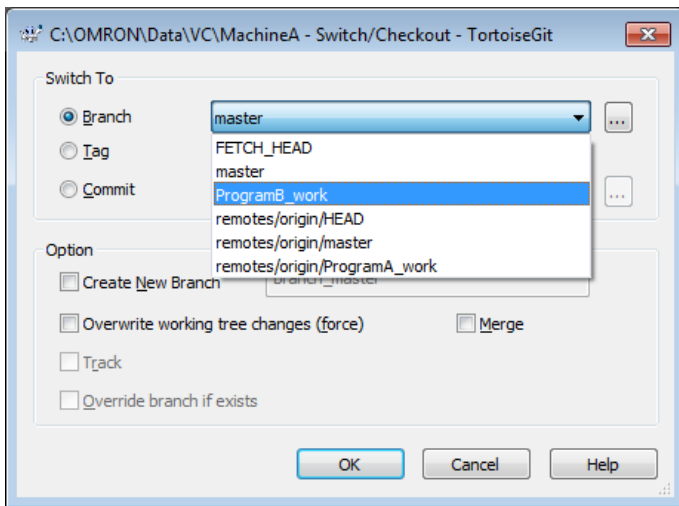 C:\OMRON\Data\VC\MachineA - Switch/Checkout - TortoiseGit
Switch To
Branch
master
...
Tag
FETCH_HEAD
master
Commit
ProgramB_work
...
remotes/origin/HEAD
remotes/origin/master
Option
remotes/origin/ProgramA_work
Create New Branch
branch_master
Overwrite working tree changes (force)
Merge
Track
Override branch if exists
OK
Cancel
Help